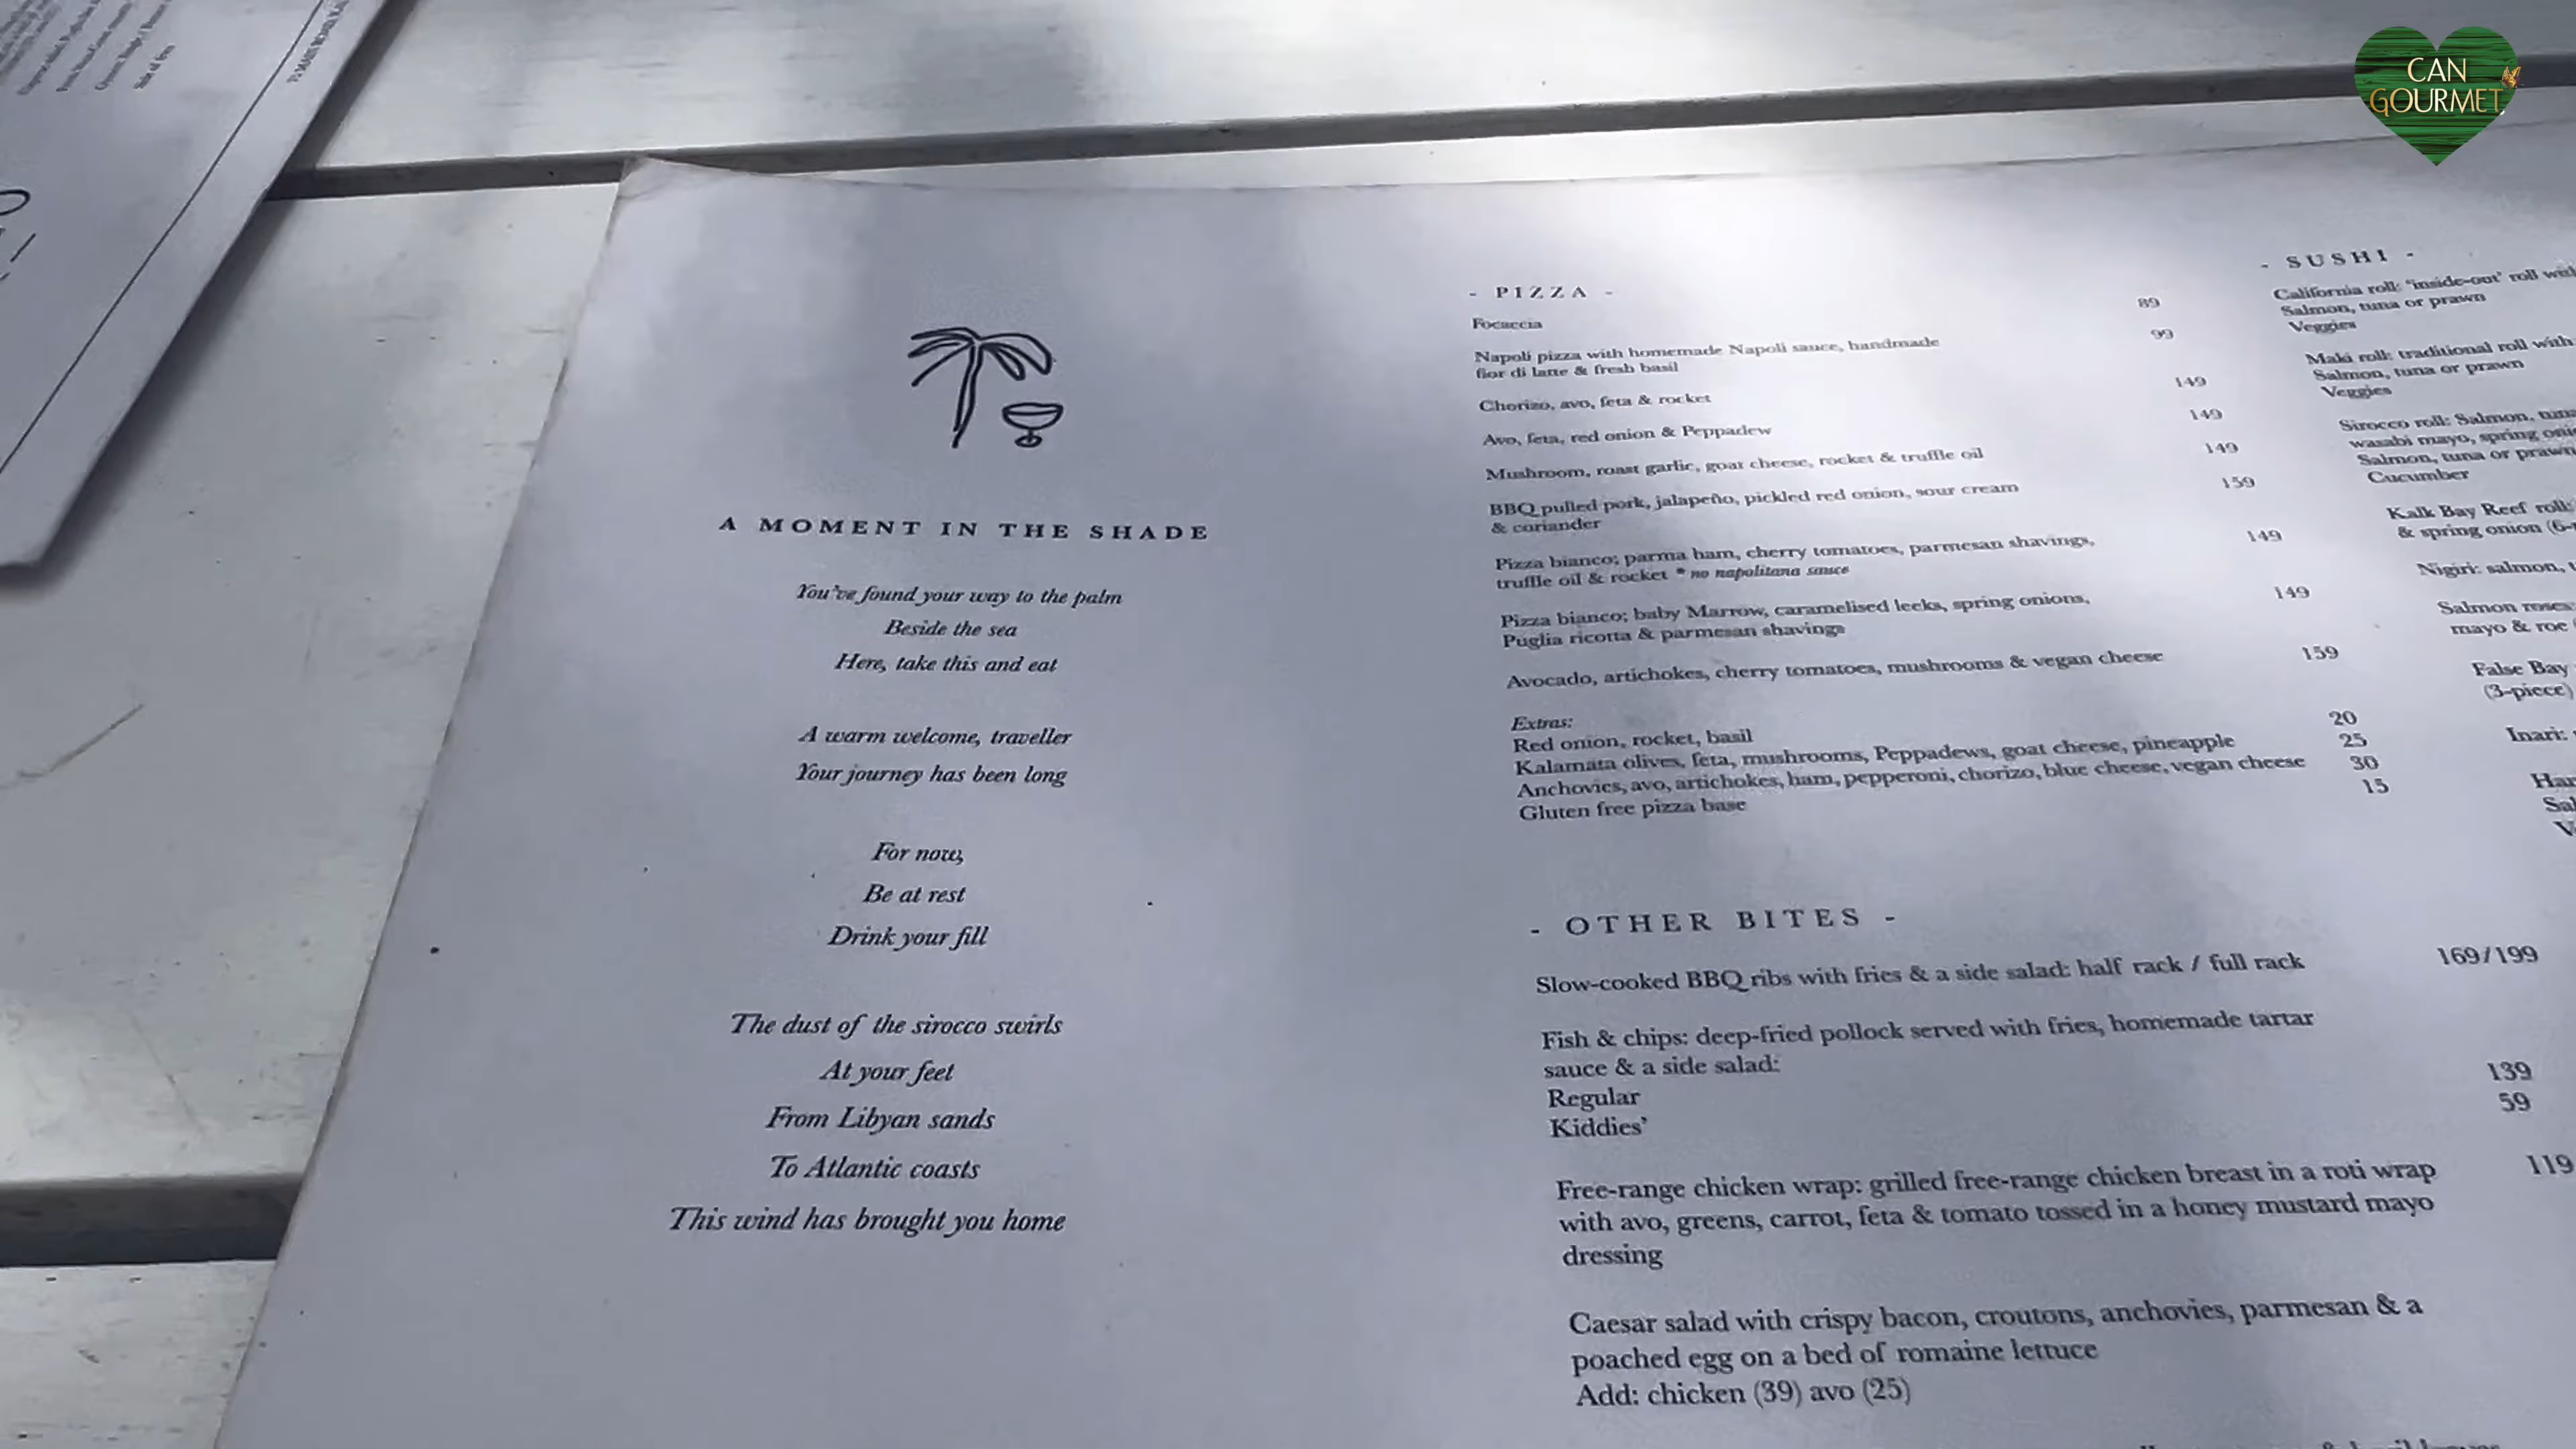 CAN
GOURMET
A MOMENT IN THE SHADE
You've found your way to the palm
Beside the sea
Here, take this and eat
A warm welcome, traveller
Your journey has been long
For now,
Be at rest
Drink your fill
The dust of the sirocco swirls
At your feet
From Libyan sands
To Atlantic coasts
This wind has brought you home
- PIZZA -
Focaccia 89
Napoli pizza with homemade Napoli sauce, handmade 99
fior di latte & fresh basil
Chorizo, avo, feta & rocket 149
Avo, feta, red onion & Peppadew 149
Mushroom, roast garlic, goat cheese, rocket & truffle oil 149
BBQ pulled pork, jalapeño, pickled red onion, sour cream 159
& coriander
Pizza bianco; parma ham, cherry tomatoes, parmesan shavings, 149
truffle oil & rocket * no napolitana sauce
Pizza bianco; baby Marrow, caramelised leeks, spring onions, 149
Puglia ricotta & parmesan shavings
Avocado, artichokes, cherry tomatoes, mushrooms & vegan cheese 159
Extras:
Red onion, rocket, basil 20
Kalamata olives, feta, mushrooms, Peppadews, goat cheese, pineapple 25
Anchovies, avo, artichokes, ham, pepperoni, chorizo, blue cheese, vegan cheese 30
Gluten free pizza base 15
- OTHER BITES -
Slow-cooked BBQ ribs with fries & a side salad: half rack / full rack 169/199
Fish & chips: deep-fried pollock served with fries, homemade tartar
sauce & a side salad:
Regular 139
Kiddies' 59
Free-range chicken wrap: grilled free-range chicken breast in a roti wrap 119
with avo, greens, carrot, feta & tomato tossed in a honey mustard mayo
dressing
Caesar salad with crispy bacon, croutons, anchovies, parmesan & a
poached egg on a bed of romaine lettuce
Add: chicken (39) avo (25)
- SUSHI -
California roll: 'inside-out' roll with
Salmon, tuna or prawn
Veggies
Maki roll: traditional roll with
Salmon, tuna or prawn
Veggies
Sirocco roll: Salmon, tuna
wasabi mayo, spring
Salmon, tuna or prawn
Cucumber
Kalk Bay Reef roll:
& spring onion
Nigiri: salmon,
Salmon roses
mayo & roe
False Bay
(3-piece)
Inari: